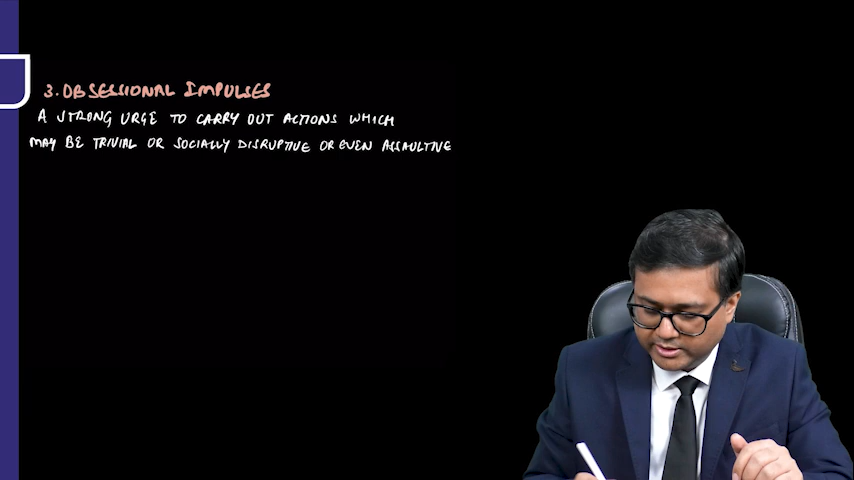 3. OBSESSIONAL IMPULSES
A STRONG URGE TO CARRY OUT ACTIONS WHICH
MAY BE TRIVIAL OR SOCIALLY DISRUPTIVE OR EVEN ASSAULTIVE